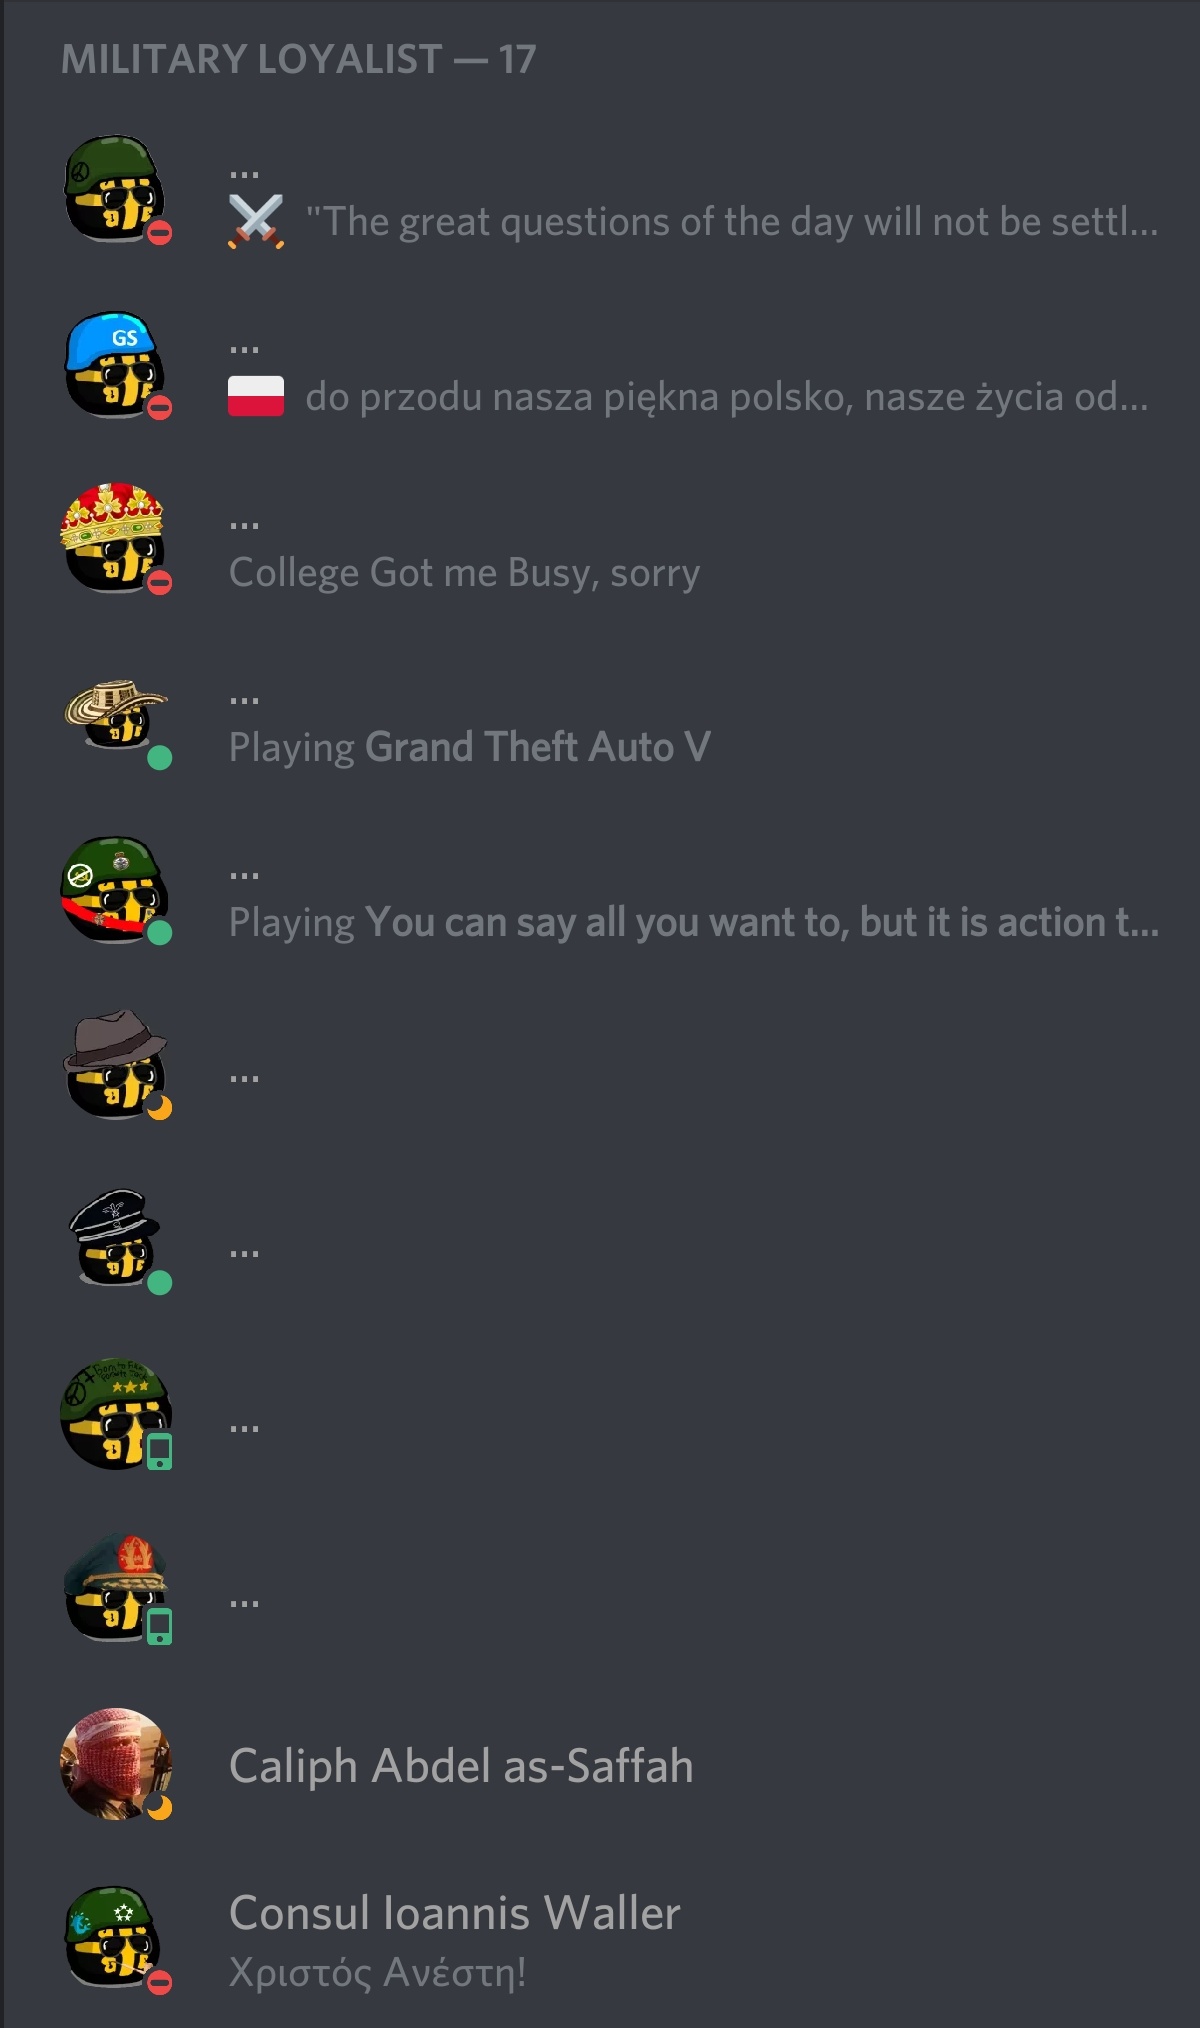 MILITARY LOYALIST — 17
...
"The great questions of the day will not be settl...
GS
...
do przodu nasza piękna polsko, nasze życia od...
...
College Got me Busy, sorry
...
Playing Grand Theft Auto V
...
Playing You can say all you want to, but it is action t...
...
...
...
...
Caliph Abdel as-Saffah
Consul Ioannis Waller
Χριστός Ανέστη!